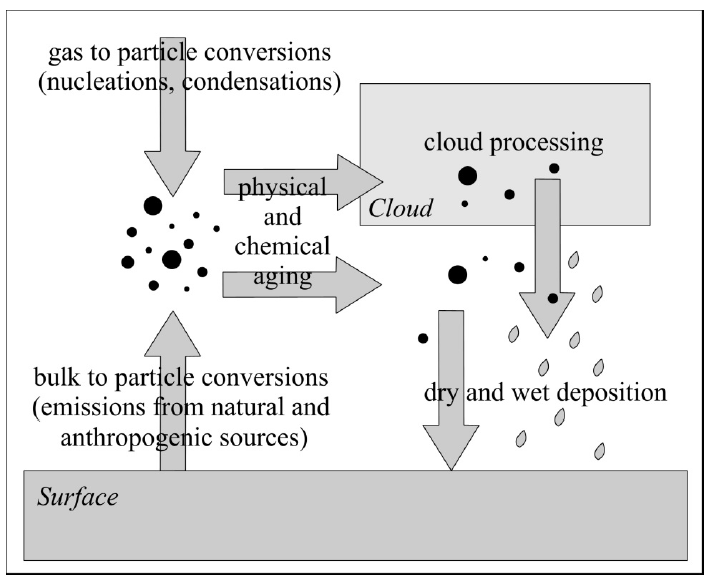 gas to particle conversions
(nucleations, condensations)
cloud processing
Cloud
physical
and
chemical
aging
bulk to particle conversions
(emissions from natural and
anthropogenic sources)
dry and wet deposition
Surface